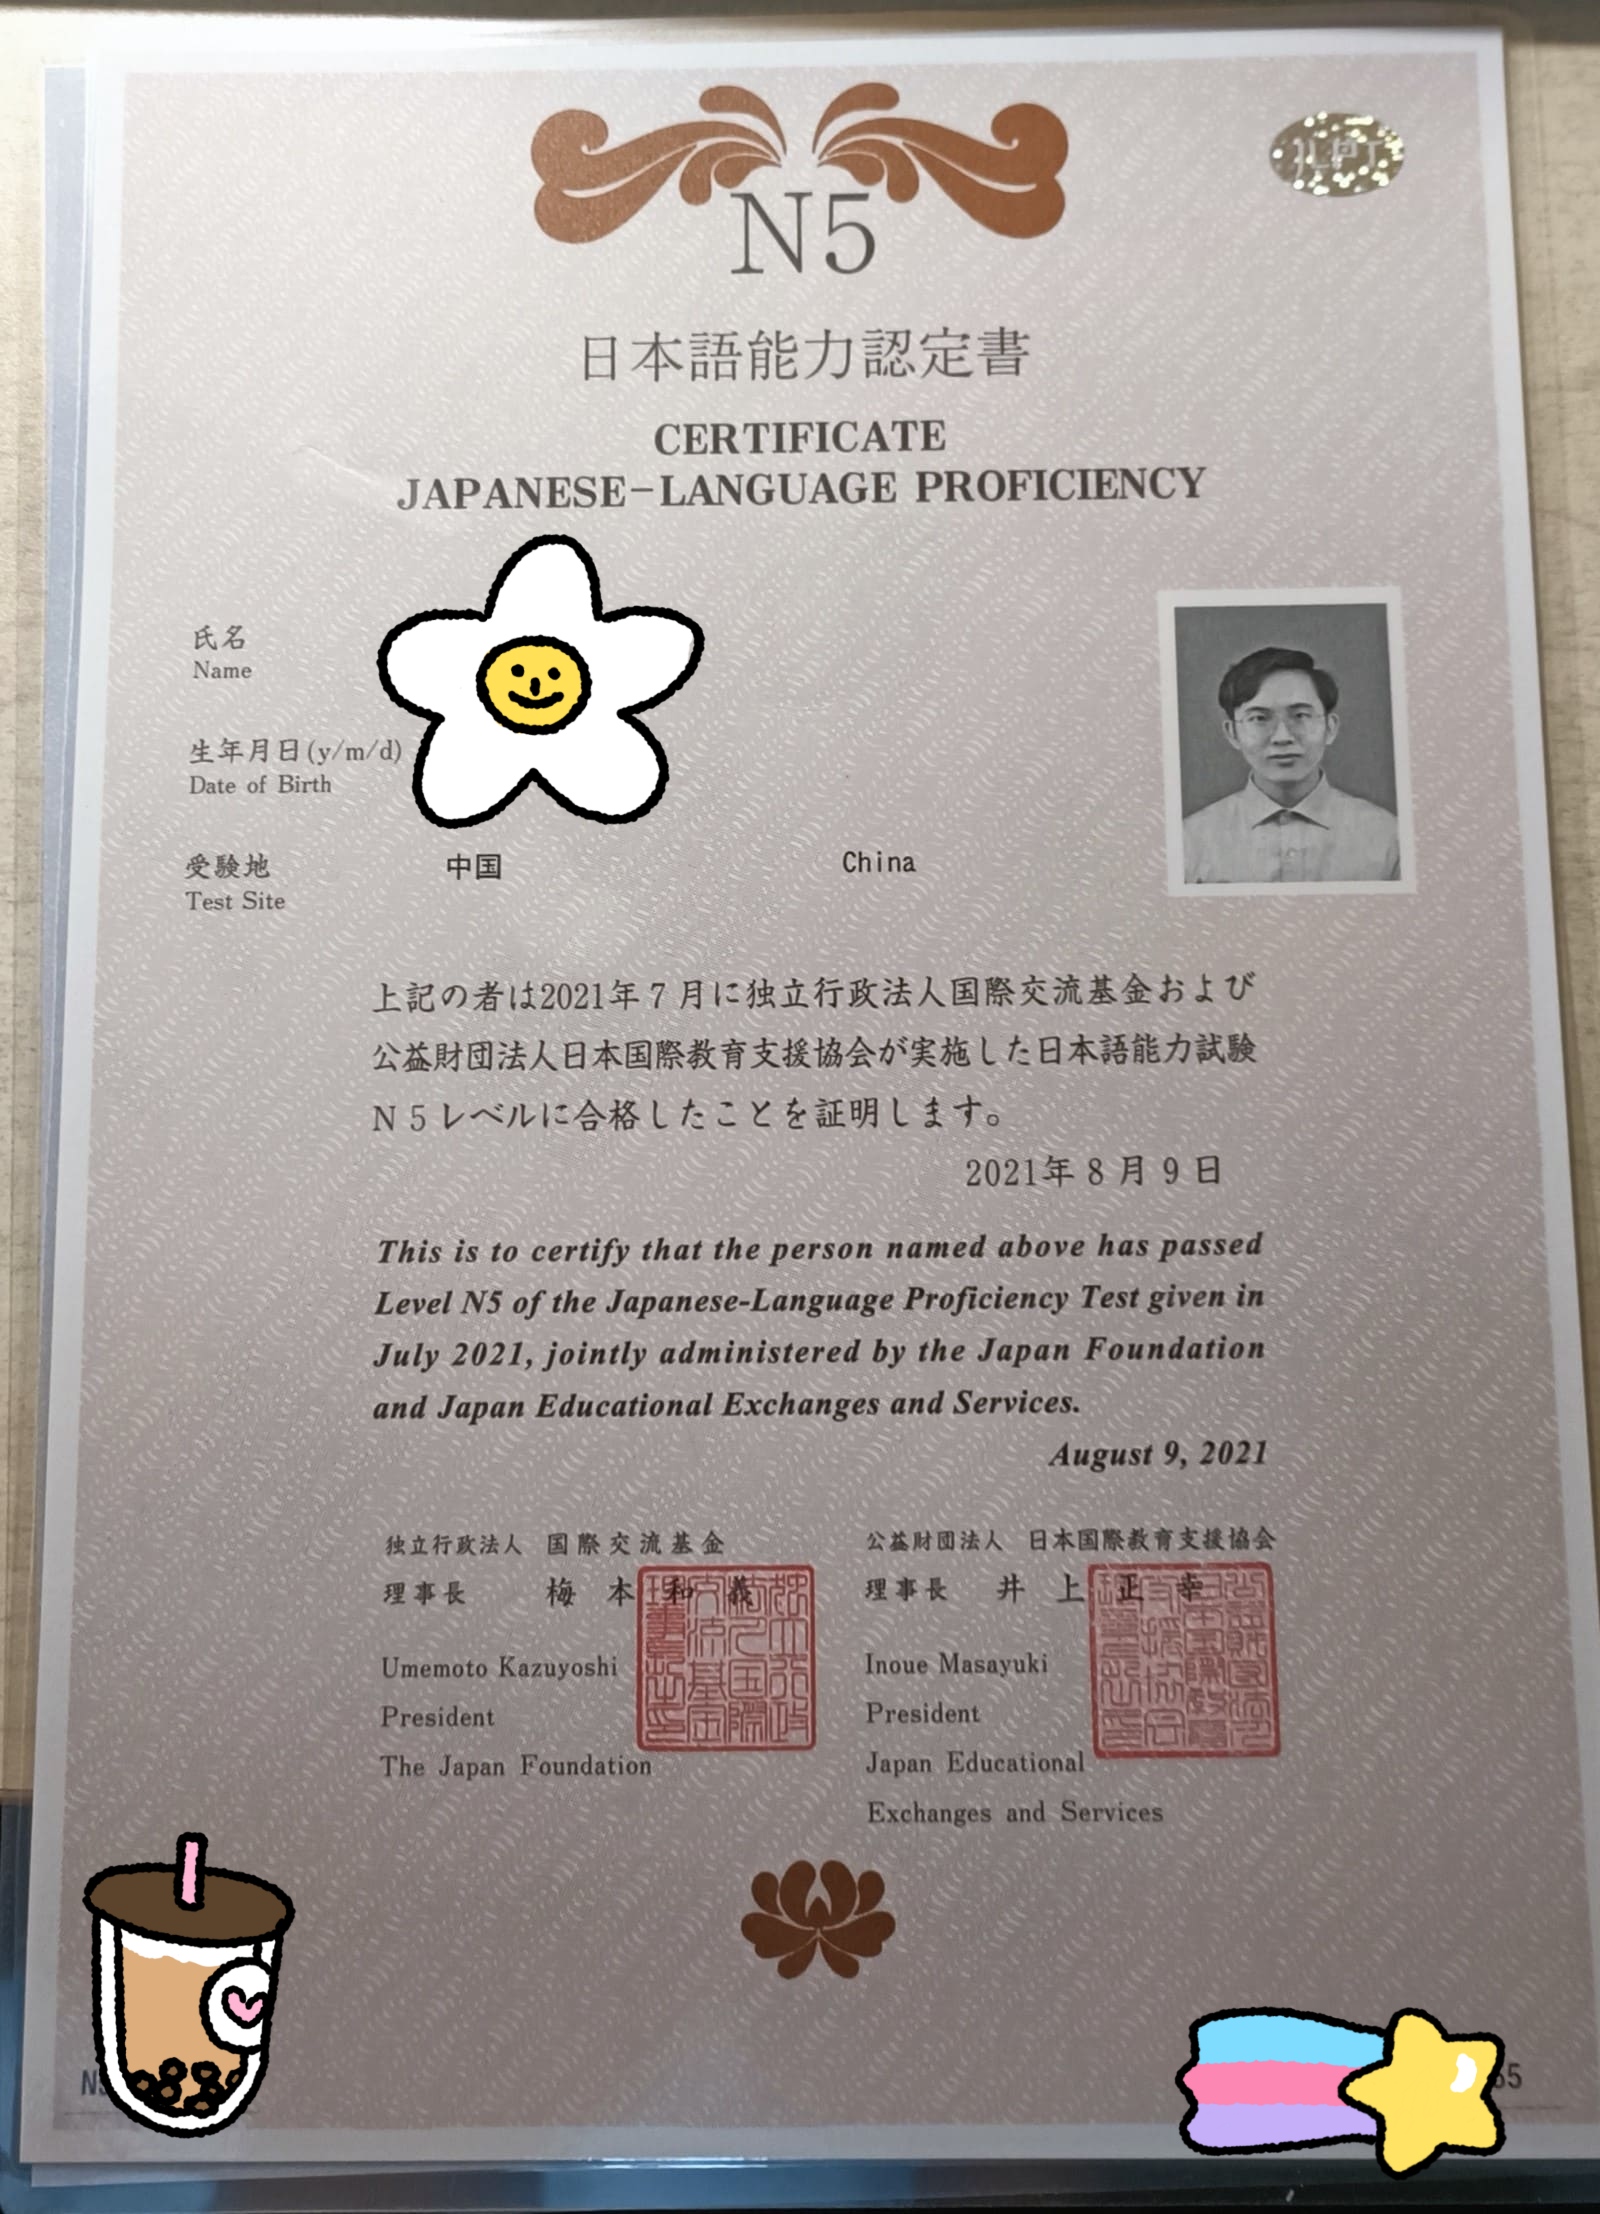 JLPT
N5
日本語能力認定書
CERTIFICATE
JAPANESE-LANGUAGE PROFICIENCY
氏名
Name
生年月日(y/m/d)
Date of Birth
受験地 中国 China
Test Site
上記の者は2021年7月に独立行政法人国際交流基金および
公益財団法人日本国際教育支援協会が実施した日本語能力試験
N5レベルに合格したことを証明します。
2021年8月9日
This is to certify that the person named above has passed
Level N5 of the Japanese-Language Proficiency Test given in
July 2021, jointly administered by the Japan Foundation
and Japan Educational Exchanges and Services.
August 9, 2021
独立行政法人 国際交流基金
理事長 梅本和義
Umemoto Kazuyoshi
President
The Japan Foundation
公益財団法人 日本国際教育支援協会
理事長 井上正幸
Inoue Masayuki
President
Japan Educational
Exchanges and Services